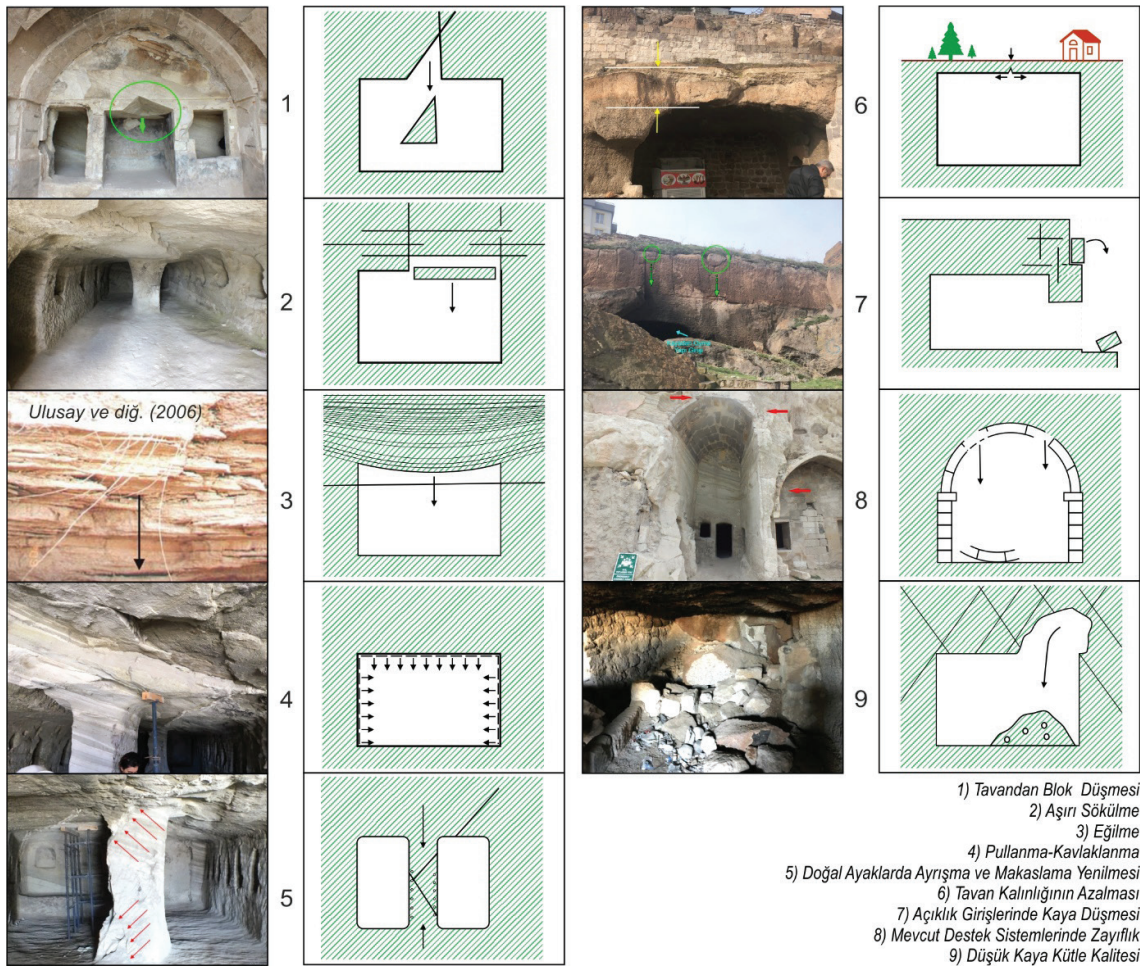 1
2
Ulusay ve diğ. (2006)
3
4
5
6
7
8
9
1) Tavandan Blok Düşmesi
2) Aşırı Sökülme
3) Eğilme
4) Pullanma-Kavlaklanma
5) Doğal Ayaklarda Ayrışma ve Makaslama Yenilmesi
6) Tavan Kalınlığının Azalması
7) Açıklık Girişlerinde Kaya Düşmesi
8) Mevcut Destek Sistemlerinde Zayıflık
9) Düşük Kaya Kütle Kalitesi